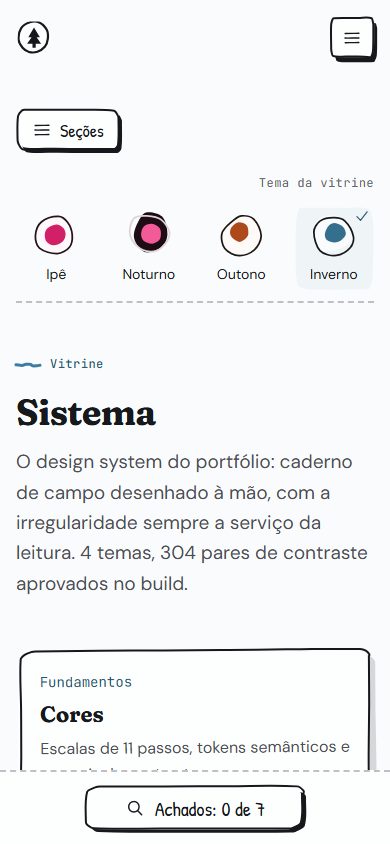 Seções
Tema da vitrine
Ipê
Noturno
Outono
Inverno
Vitrine
Sistema
O design system do portfólio: caderno
de campo desenhado à mão, com a
irregularidade sempre a serviço da
leitura. 4 temas, 304 pares de contraste
aprovados no build.
Fundamentos
Cores
Escalas de 11 passos, tokens semânticos e
Achados: 0 de 7